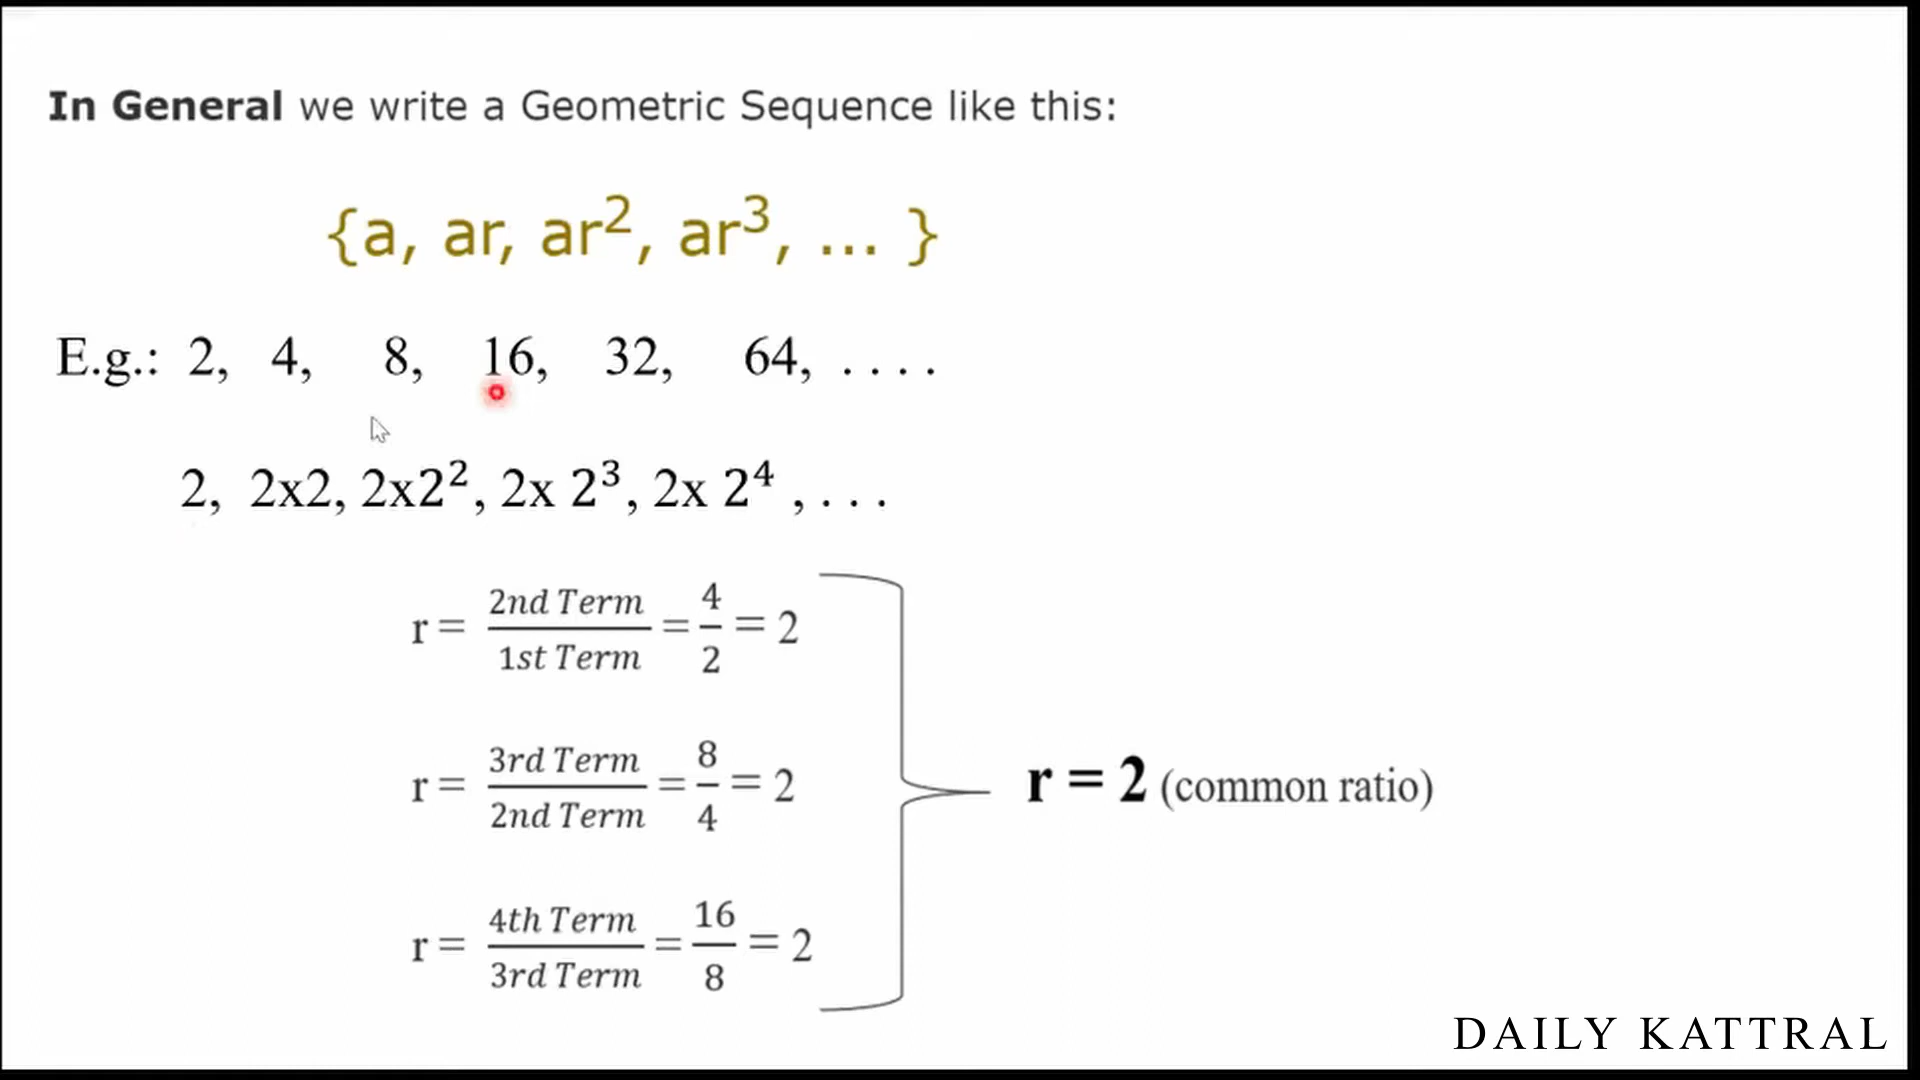 In General we write a Geometric Sequence like this:
{a, ar, ar², ar³, ... }
E.g.: 2, 4, 8, 16, 32, 64, . . . .
2, 2x2, 2x2², 2x 2³, 2x 2⁴ , . . .
r = 2nd Term / 1st Term = 4 / 2 = 2
r = 3rd Term / 2nd Term = 8 / 4 = 2
r = 2 (common ratio)
r = 4th Term / 3rd Term = 16 / 8 = 2
DAILY KATTRAL